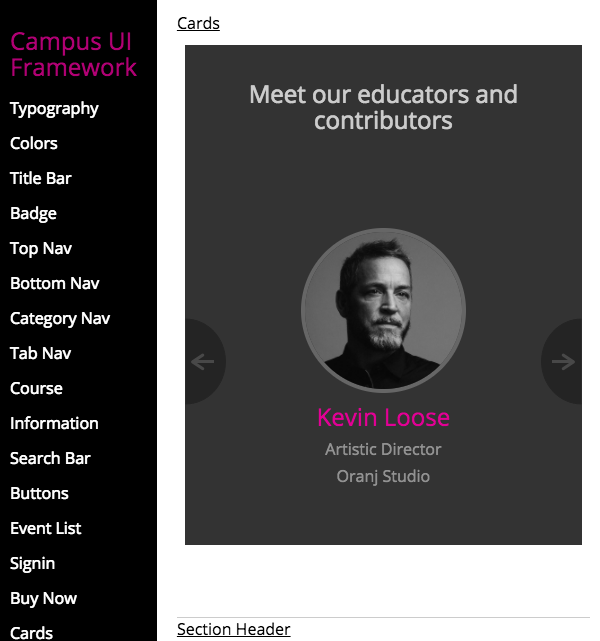 Campus UI
Framework
Typography
Colors
Title Bar
Badge
Top Nav
Bottom Nav
Category Nav
Tab Nav
Course
Information
Search Bar
Buttons
Event List
Signin
Buy Now
Cards
Cards
Meet our educators and
contributors
Kevin Loose
Artistic Director
Oranj Studio
Section Header